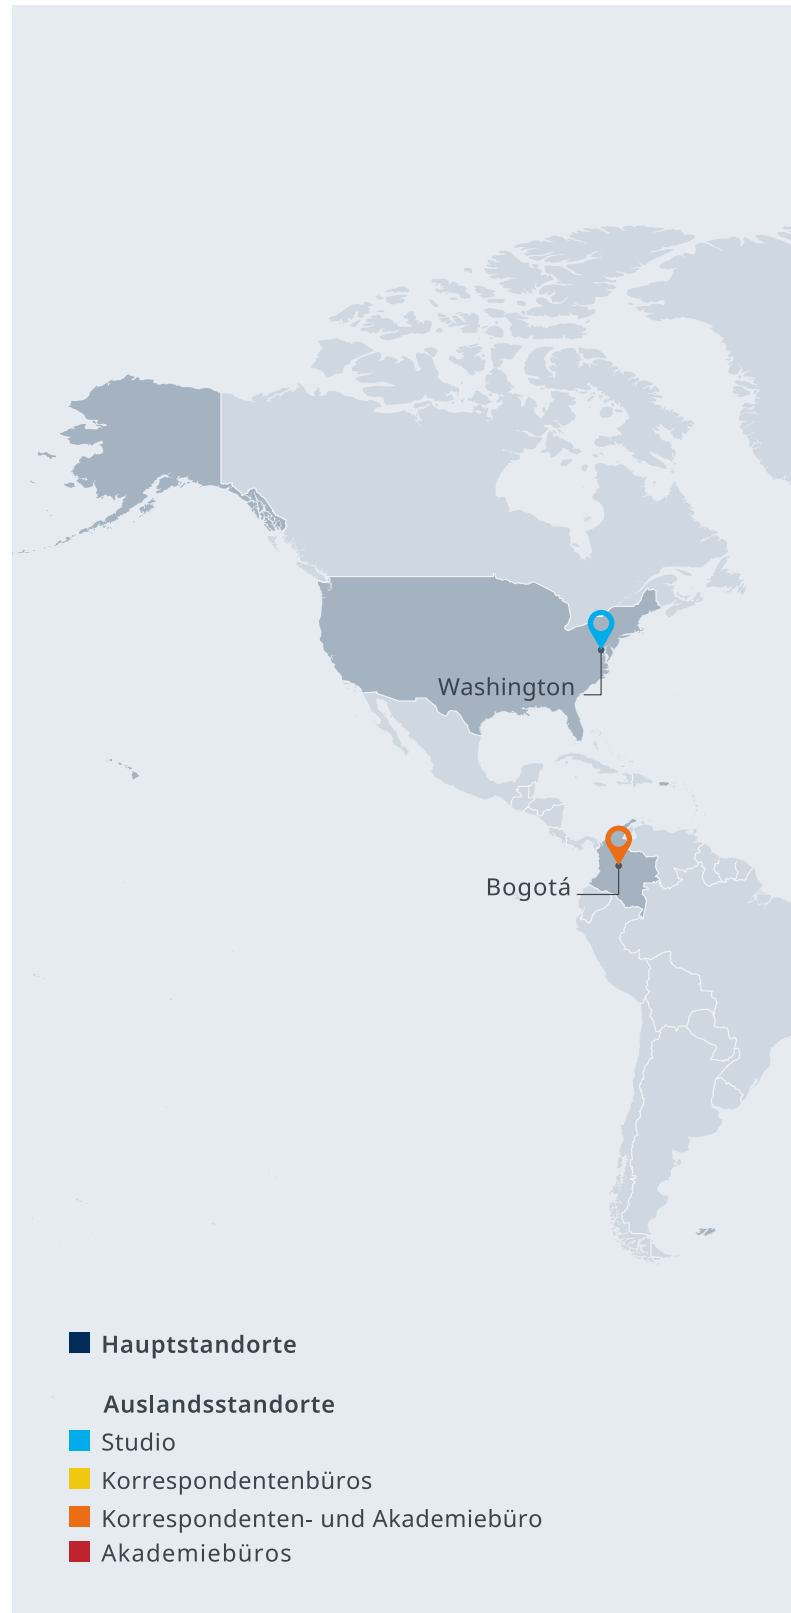 Washington
Bogotá
Hauptstandorte
Auslandsstandorte
Studio
Korrespondentenbüros
Korrespondenten- und Akademiebüro
Akademiebüros